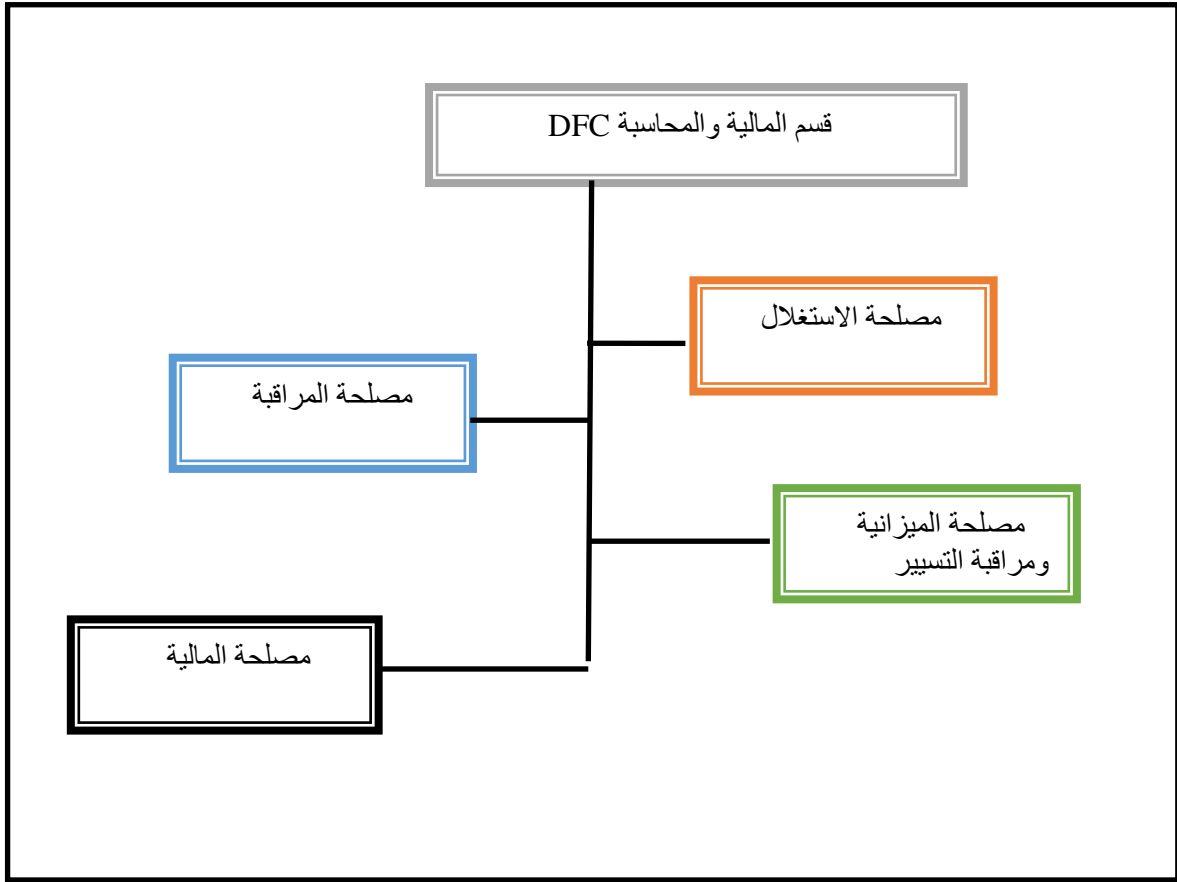 قسم المالية والمحاسبة DFC
مصلحة الاستغلال
مصلحة المراقبة
مصلحة الميزانية
ومراقبة التسيير
مصلحة المالية